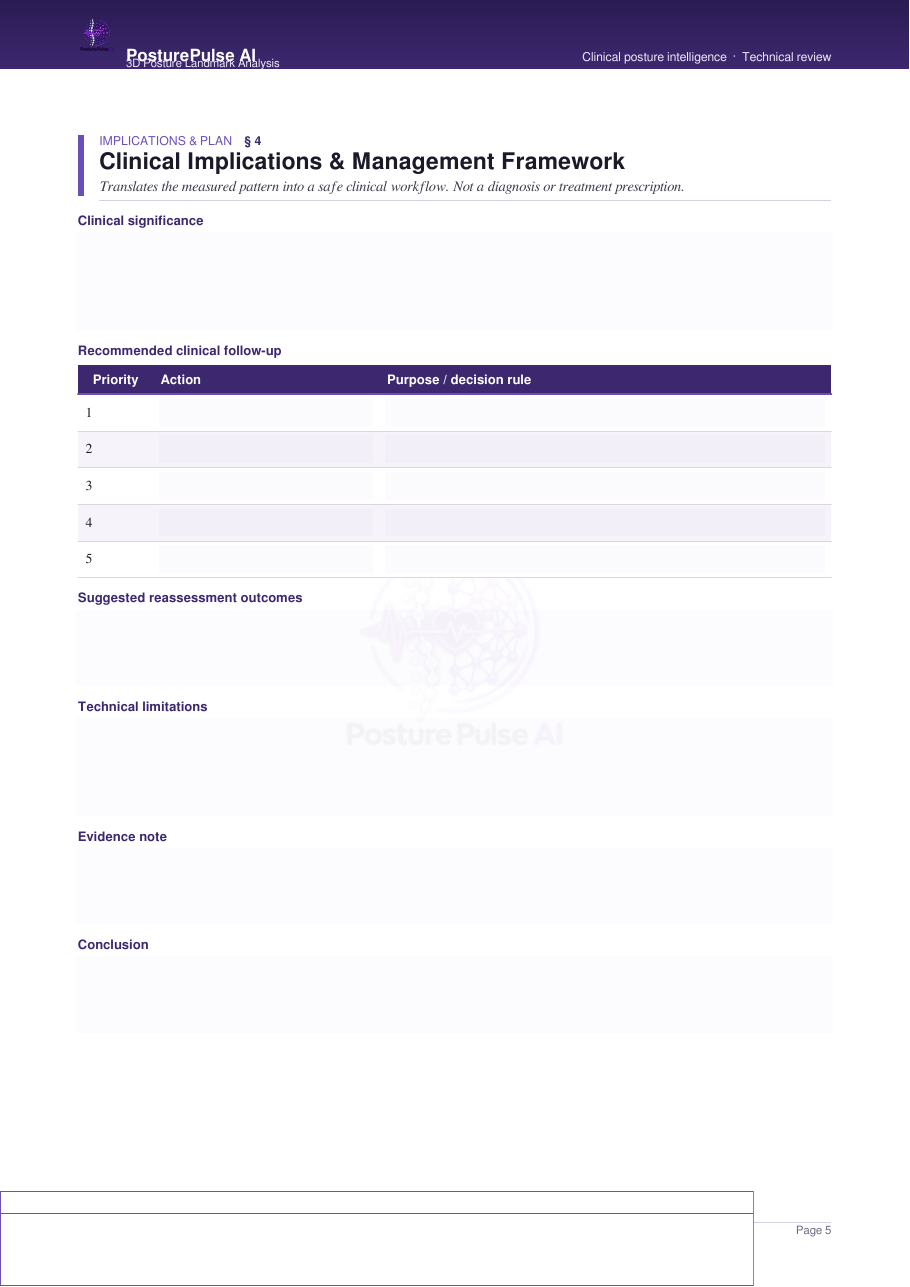 PosturePulse AI
3D Posture Landmark Analysis
Clinical posture intelligence · Technical review
IMPLICATIONS & PLAN § 4
Clinical Implications & Management Framework
Translates the measured pattern into a safe clinical workflow. Not a diagnosis or treatment prescription.
Clinical significance
Recommended clinical follow-up
Priority Action Purpose / decision rule
1
2
3
4
5
Suggested reassessment outcomes
Technical limitations
Posture Pulse AI
Evidence note
Conclusion
Page 5